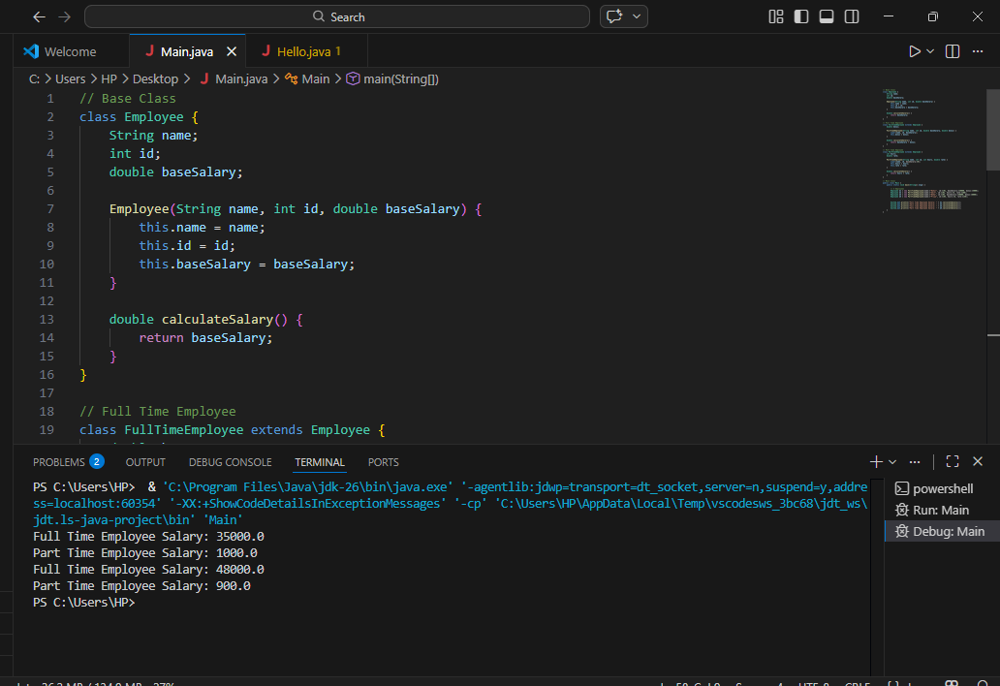 Search
Welcome
Main.java
Hello.java 1
C: > Users > HP > Desktop > Main.java > Main > main(String[])
1 // Base Class
2 class Employee {
3 String name;
4 int id;
5 double baseSalary;
6
7 Employee(String name, int id, double baseSalary) {
8 this.name = name;
9 this.id = id;
10 this.baseSalary = baseSalary;
11 }
12
13 double calculateSalary() {
14 return baseSalary;
15 }
16 }
17
18 // Full Time Employee
19 class FullTimeEmployee extends Employee {
PROBLEMS 2 OUTPUT DEBUG CONSOLE TERMINAL PORTS
PS C:\Users\HP> & 'C:\Program Files\Java\jdk-26\bin\java.exe' '-agentlib:jdwp=transport=dt_socket,server=n,suspend=y,addre
ss=localhost:60354' '-XX:+ShowCodeDetailsInExceptionMessages' '-cp' 'C:\Users\HP\AppData\Local\Temp\vscodesws_3bc68\jdt_ws\
jdt.ls-java-project\bin' 'Main'
Full Time Employee Salary: 35000.0
Part Time Employee Salary: 1000.0
Full Time Employee Salary: 48000.0
Part Time Employee Salary: 900.0
PS C:\Users\HP>
powershell
Run: Main
Debug: Main